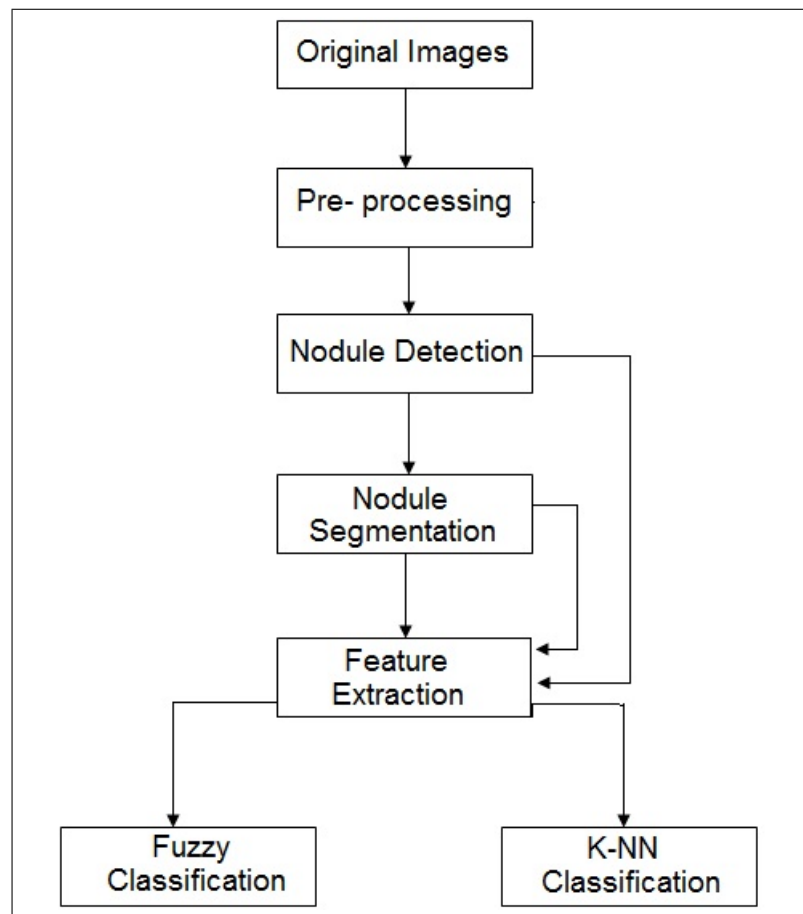 Original Images
Pre- processing
Nodule Detection
Nodule
Segmentation
Feature
Extraction
Fuzzy
Classification
K-NN
Classification